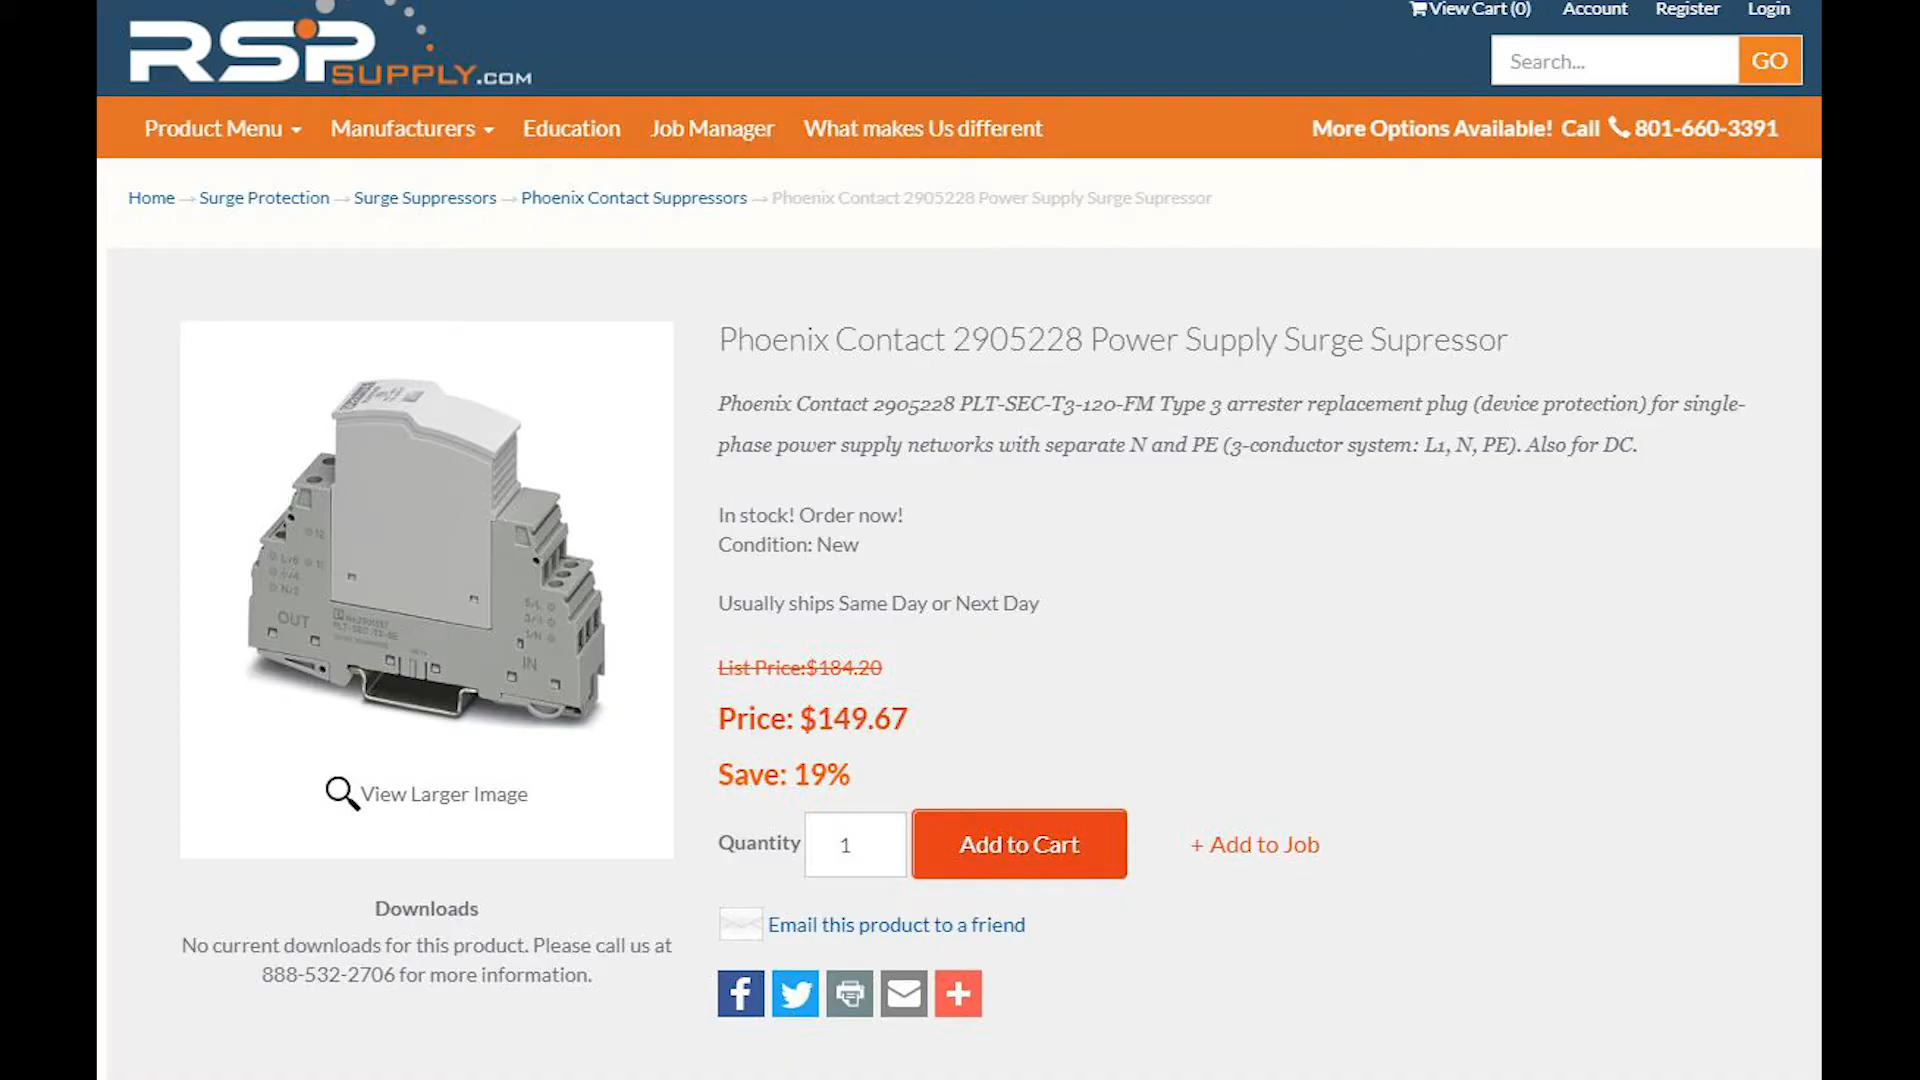 View Cart (0) Account Register Login
RSP SUPPLY.COM
Search... GO
Product Menu Manufacturers Education Job Manager What makes Us different More Options Available! Call 801-660-3391
Home → Surge Protection → Surge Suppressors → Phoenix Contact Suppressors → Phoenix Contact 2905228 Power Supply Surge Supressor
Phoenix Contact 2905228 Power Supply Surge Supressor
Phoenix Contact 2905228 PLT-SEC-T3-120-FM Type 3 arrester replacement plug (device protection) for single-
phase power supply networks with separate N and PE (3-conductor system: L1, N, PE). Also for DC.
In stock! Order now!
Condition: New
Usually ships Same Day or Next Day
List Price:$184.20
Price: $149.67
Save: 19%
Quantity 1 Add to Cart + Add to Job
Email this product to a friend
OUT
IN
View Larger Image
Downloads
No current downloads for this product. Please call us at
888-532-2706 for more information.